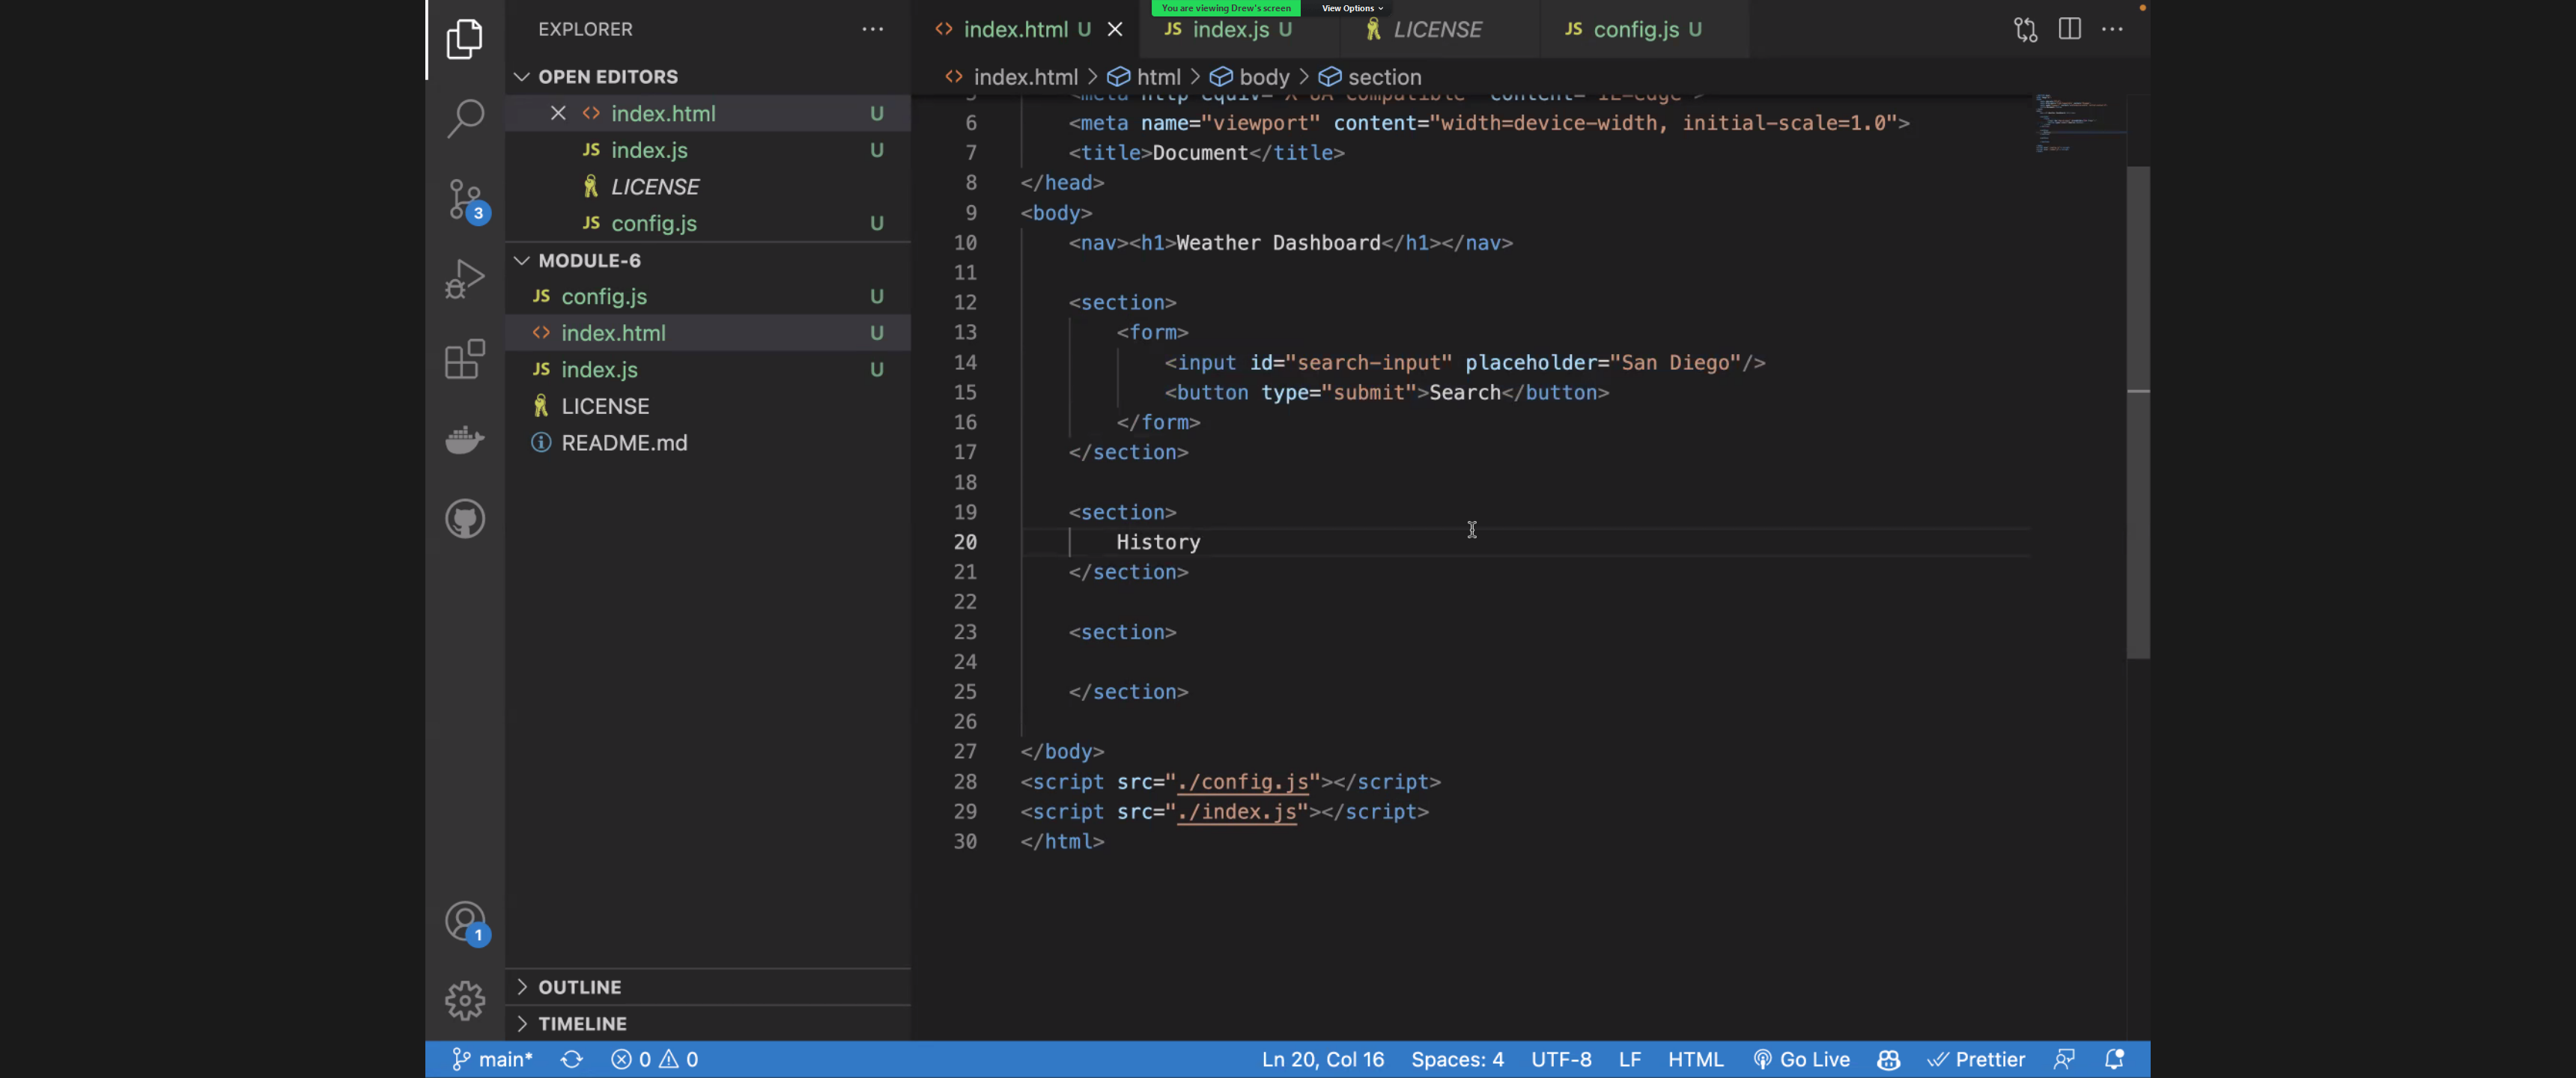 You are viewing Drew's screen View Options
EXPLORER
index.html U
JS index.js U
LICENSE
JS config.js U
OPEN EDITORS
index.html U
JS index.js U
LICENSE
JS config.js U
MODULE-6
JS config.js U
index.html U
JS index.js U
LICENSE
README.md
3
1
OUTLINE
TIMELINE
index.html > html > body > section
6 <meta name="viewport" content="width=device-width, initial-scale=1.0">
7 <title>Document</title>
8 </head>
9 <body>
10 <nav><h1>Weather Dashboard</h1></nav>
11
12 <section>
13 <form>
14 <input id="search-input" placeholder="San Diego"/>
15 <button type="submit">Search</button>
16 </form>
17 </section>
18
19 <section>
20 History
21 </section>
22
23 <section>
24
25 </section>
26
27 </body>
28 <script src="./config.js"></script>
29 <script src="./index.js"></script>
30 </html>
main* 0 0 Ln 20, Col 16 Spaces: 4 UTF-8 LF HTML Go Live Prettier